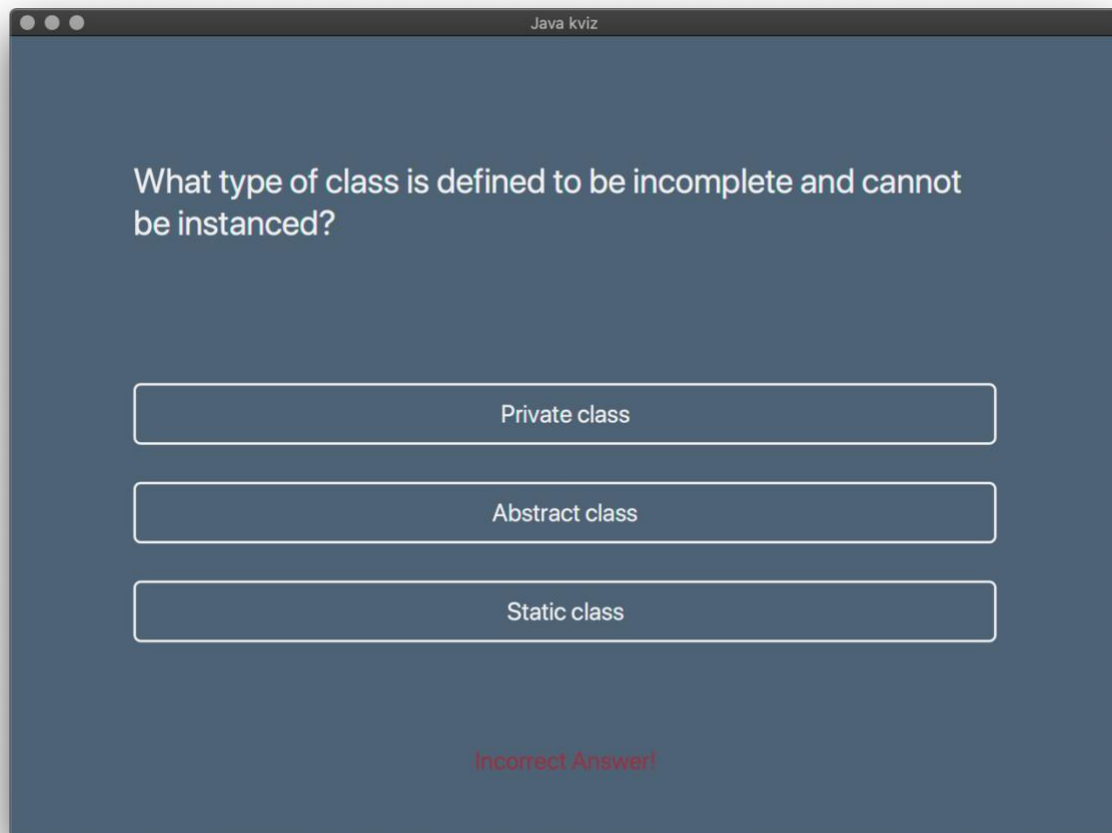 Java kviz
What type of class is defined to be incomplete and cannot
be instanced?
Private class
Abstract class
Static class
Incorrect Answer!